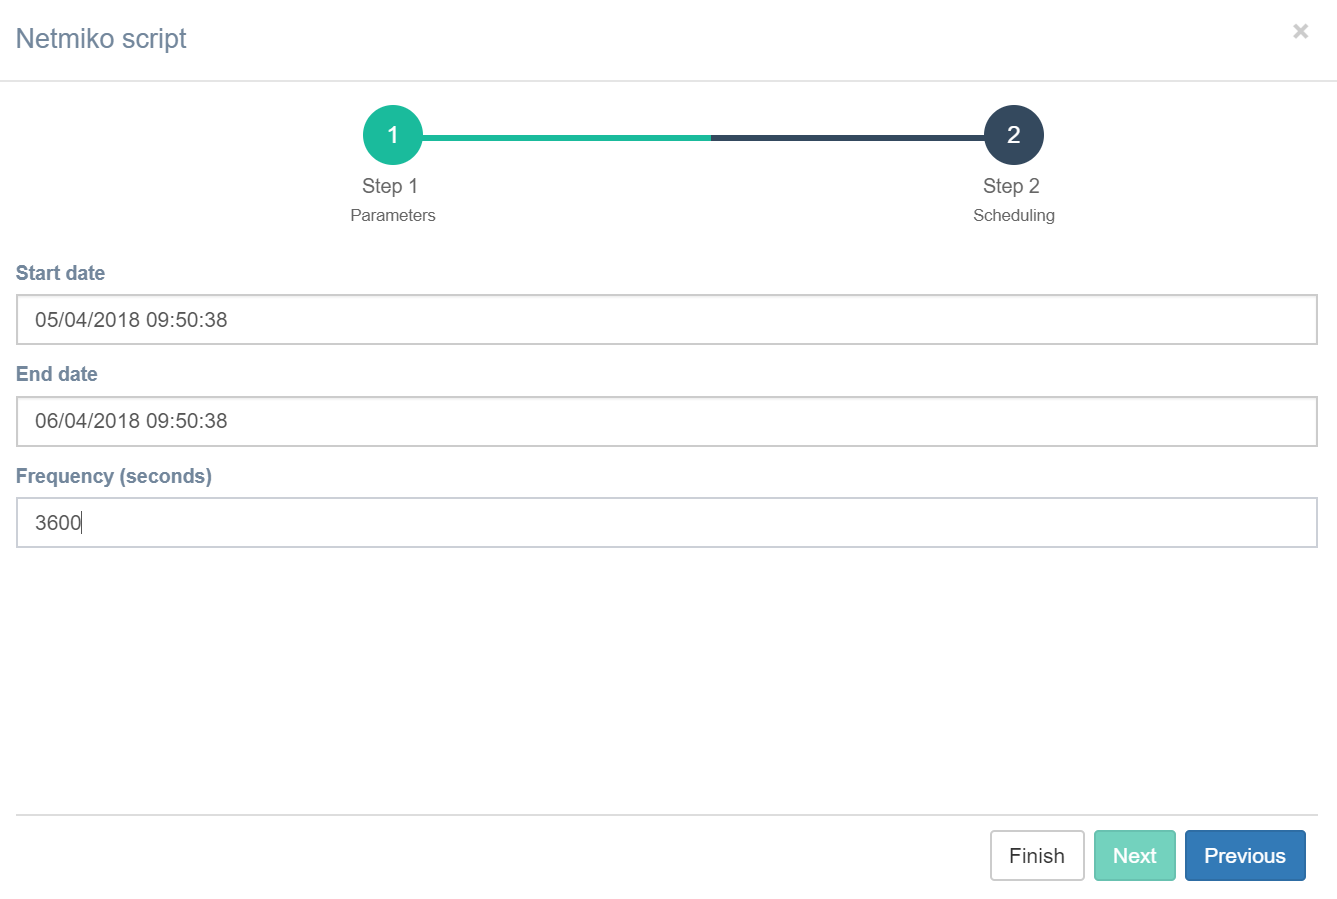 Netmiko script
×
1
2
Step 1
Step 2
Parameters
Scheduling
Start date
05/04/2018 09:50:38
End date
06/04/2018 09:50:38
Frequency (seconds)
3600
Finish
Next
Previous